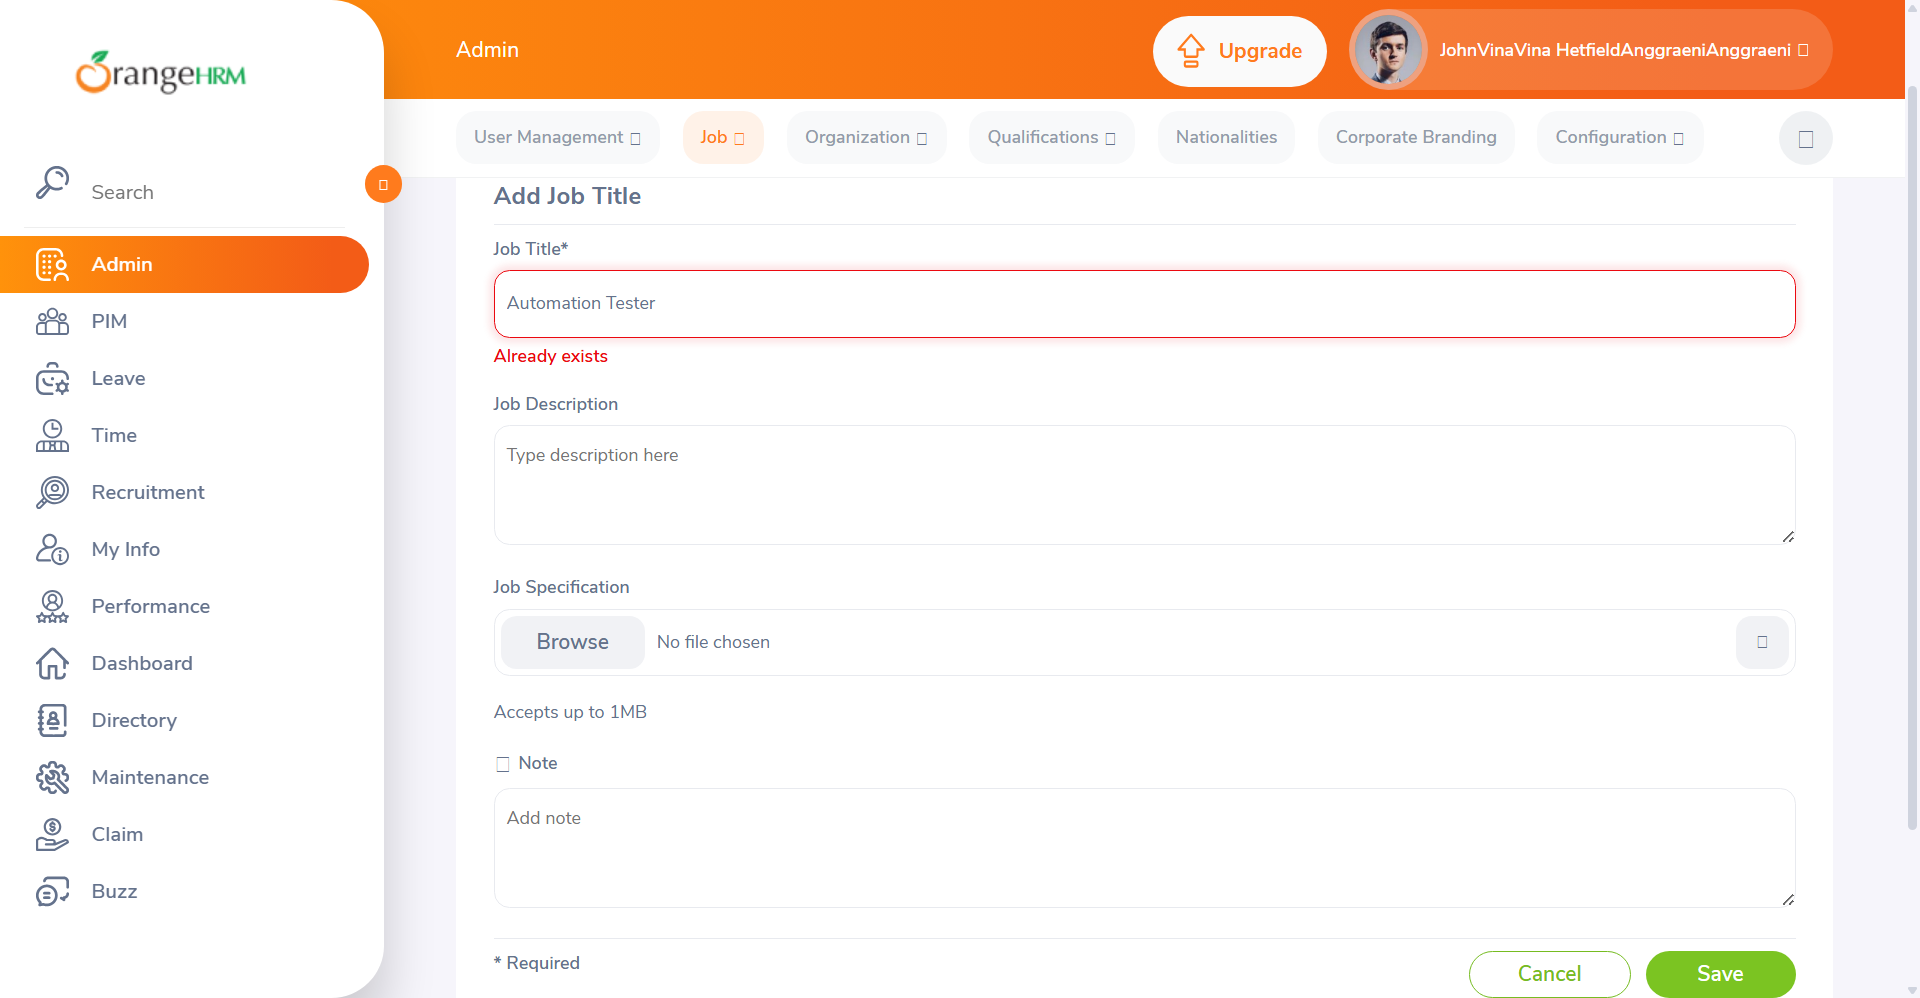 OrangeHRM
Search
Admin
PIM
Leave
Time
Recruitment
My Info
Performance
Dashboard
Directory
Maintenance
Claim
Buzz
Admin
Upgrade
JohnVinaVina HetfieldAnggraeniAnggraeni
User Management
Job
Organization
Qualifications
Nationalities
Corporate Branding
Configuration
Add Job Title
Job Title*
Automation Tester
Already exists
Job Description
Type description here
Job Specification
Browse
No file chosen
Accepts up to 1MB
Note
Add note
* Required
Cancel
Save